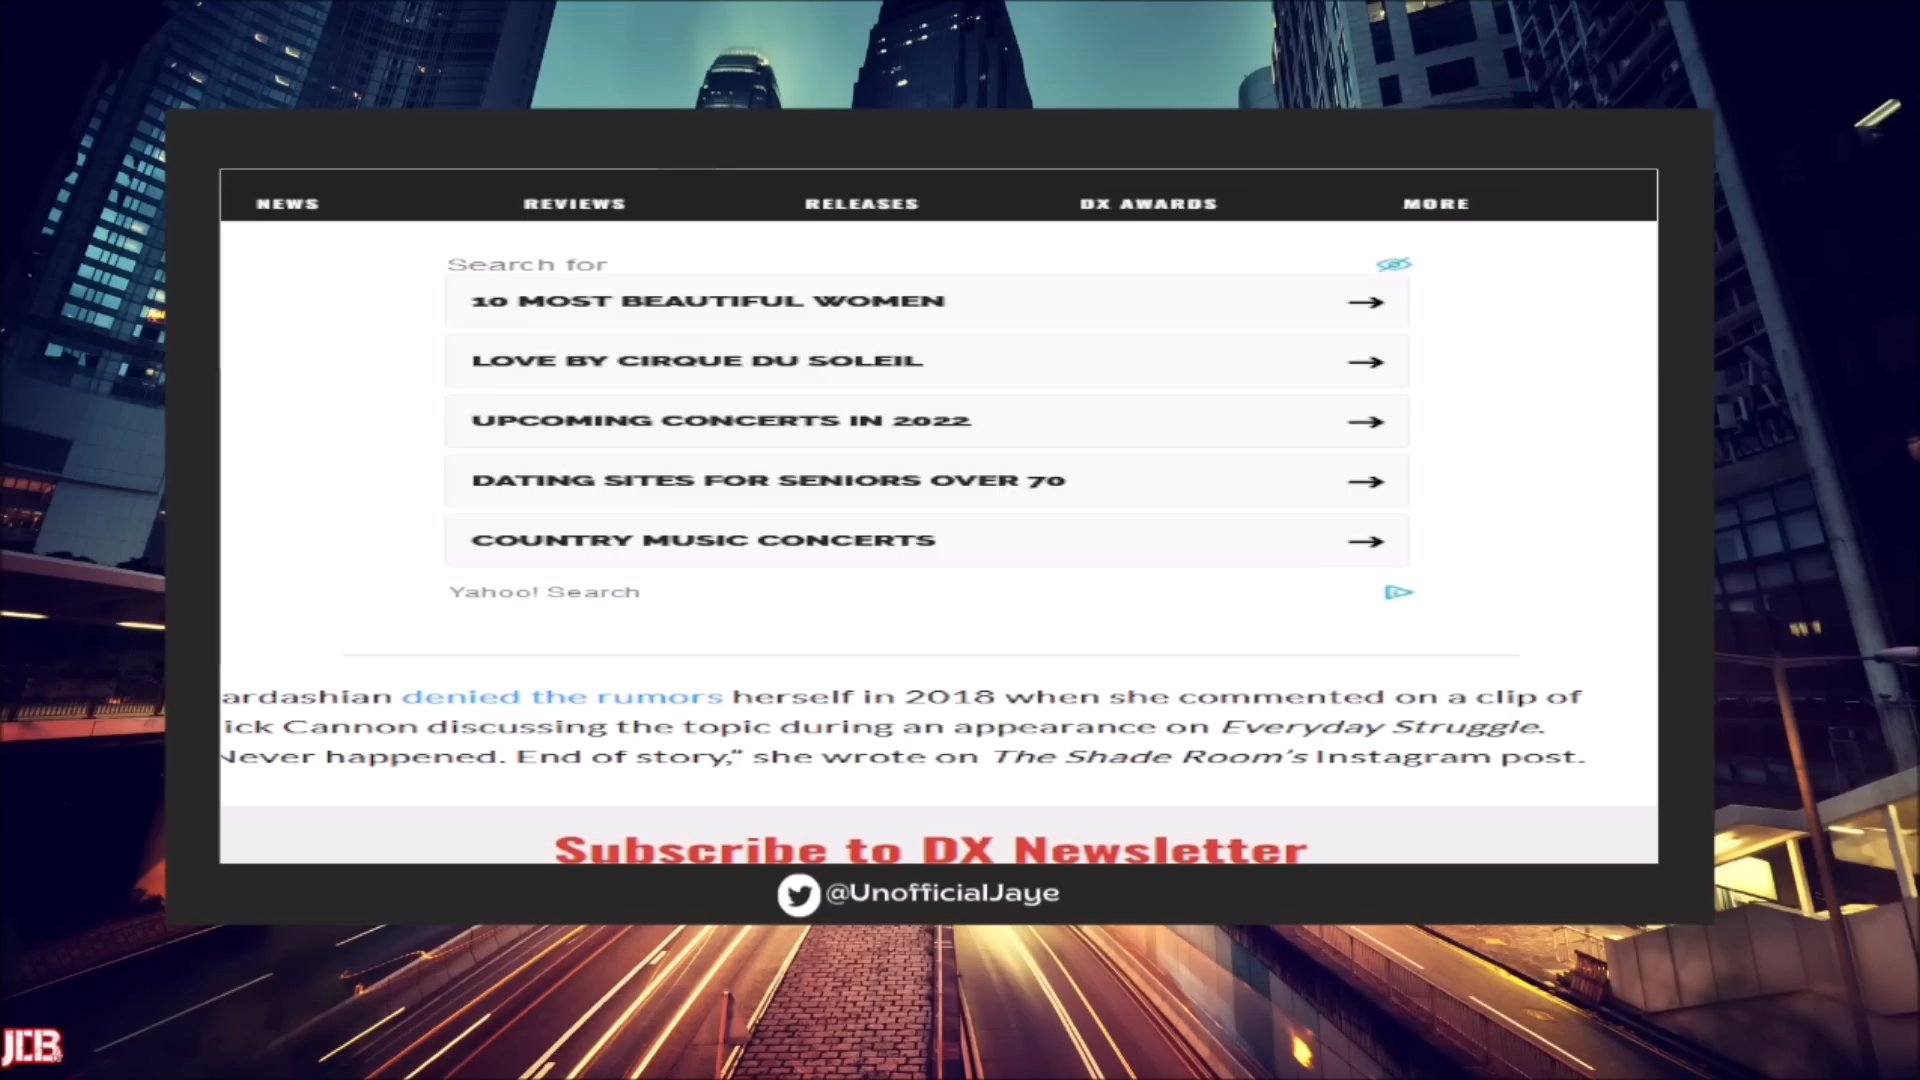 NEWS REVIEWS RELEASES DX AWARDS MORE
Search for
10 MOST BEAUTIFUL WOMEN
LOVE BY CIRQUE DU SOLEIL
UPCOMING CONCERTS IN 2022
DATING SITES FOR SENIORS OVER 70
COUNTRY MUSIC CONCERTS
Yahoo! Search
ardashian denied the rumors herself in 2018 when she commented on a clip of
ick Cannon discussing the topic during an appearance on Everyday Struggle.
Never happened. End of story,” she wrote on The Shade Room’s Instagram post.
Subscribe to DX Newsletter
@UnofficialJaye
JCB